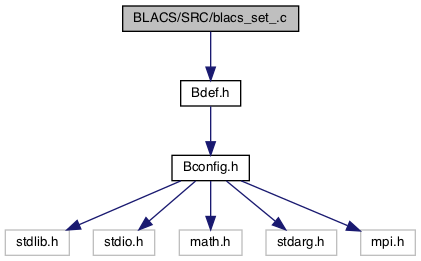 BLACS/SRC/blacs_set_.c
Bdef.h
Bconfig.h
stdlib.h stdio.h math.h stdarg.h mpi.h